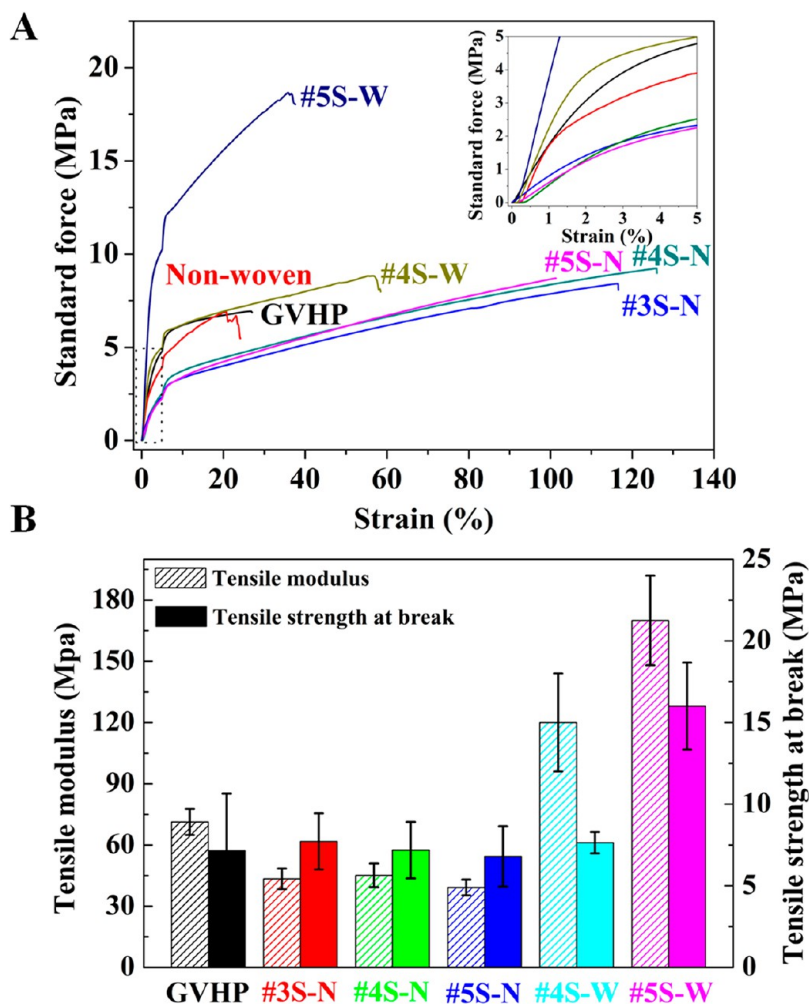 A
Standard force (MPa)
20
15
10
5
0
0 20 40 60 80 100 120 140
Strain (%)
#5S-W
Non-woven
#4S-W
GVHP
#5S-N
#4S-N
#3S-N
Standard force (MPa)
5
4
3
2
1
0
0 1 2 3 4 5
Strain (%)
B
Tensile modulus (Mpa)
180
150
120
90
60
30
0
Tensile modulus
Tensile strength at break
25
20
15
10
5
0
Tensile strength at break (MPa)
GVHP #3S-N #4S-N #5S-N #4S-W #5S-W